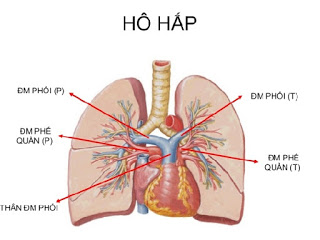 HÔ HẤP
ĐM PHỔI (P)
ĐM PHỔI (T)
ĐM PHẾ
QUẢN (P)
ĐM PHẾ
QUẢN (T)
THÂN ĐM PHỔI